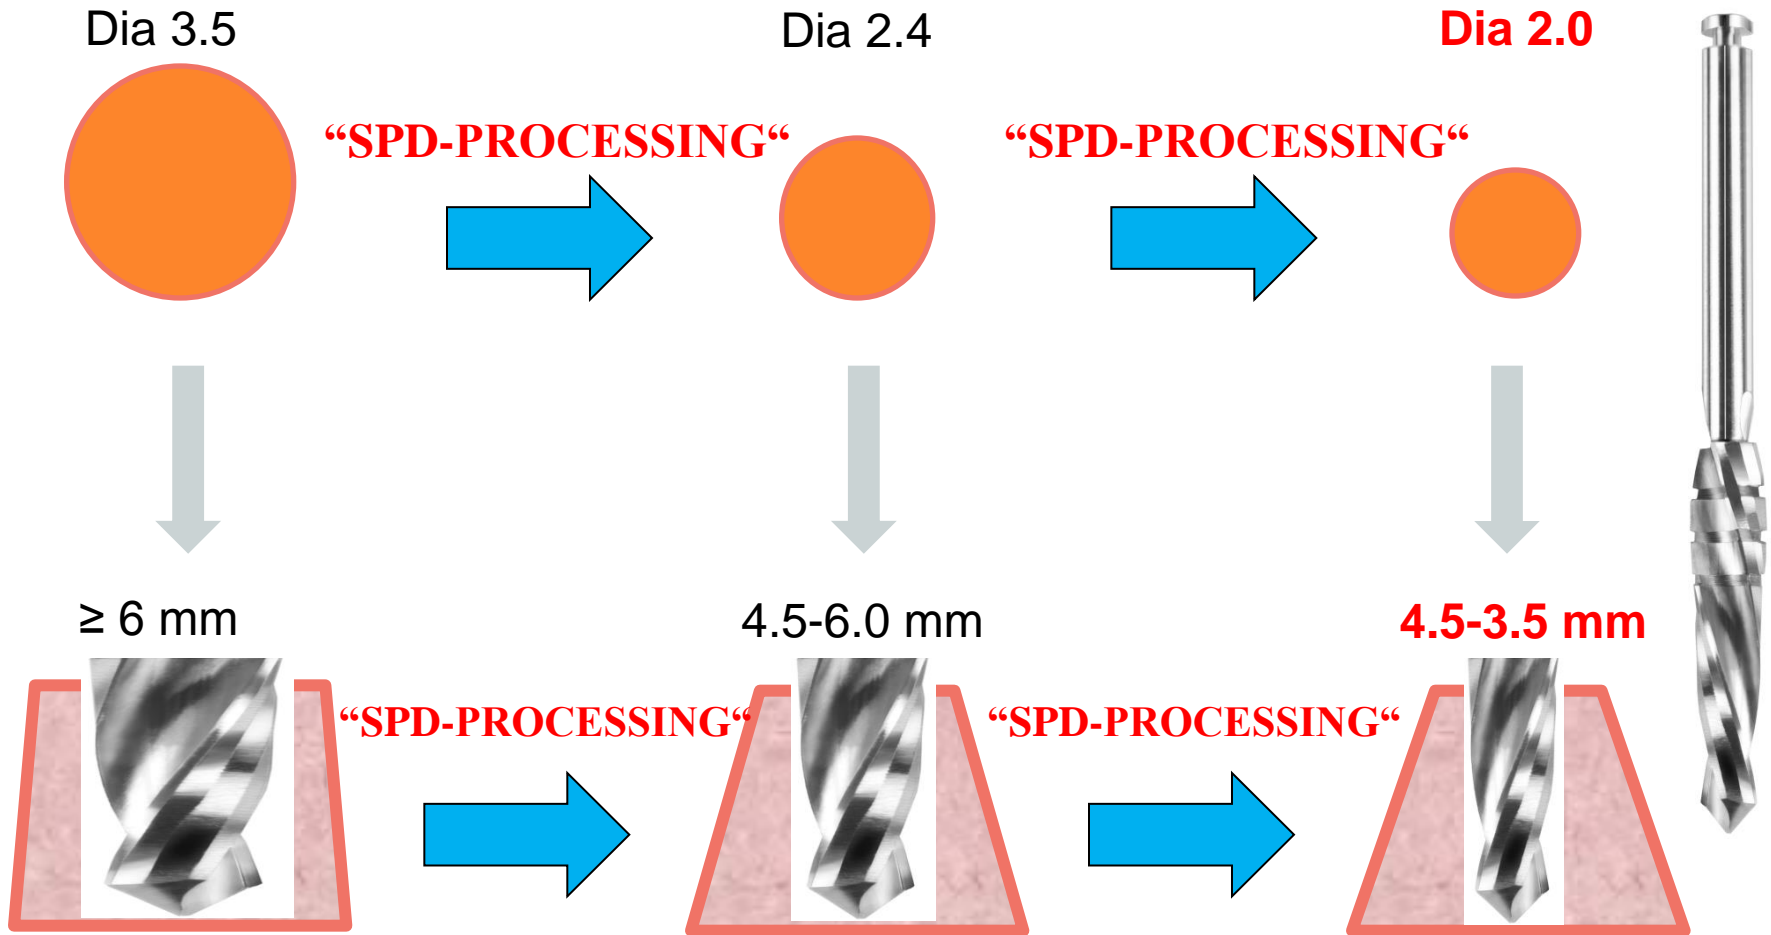 Dia 3.5
Dia 2.4
Dia 2.0
“SPD-PROCESSING“
“SPD-PROCESSING“
≥ 6 mm
4.5-6.0 mm
4.5-3.5 mm
“SPD-PROCESSING“
“SPD-PROCESSING“